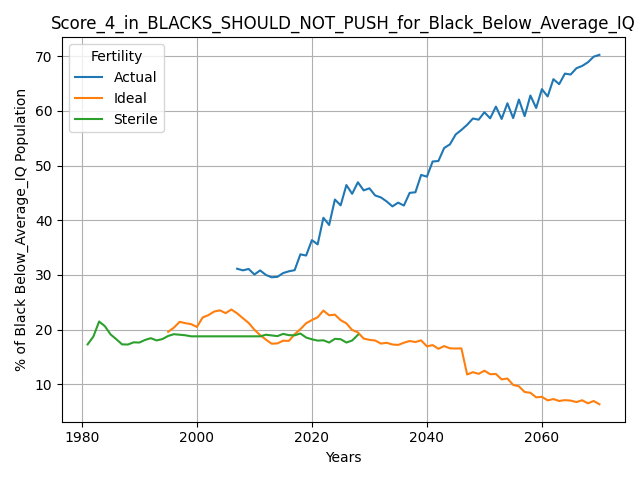 Score_4_in_BLACKS_SHOULD_NOT_PUSH_for_Black_Below_Average_IQ
Fertility
Actual
Ideal
Sterile
% of Black Below_Average_IQ Population
70
60
50
40
30
20
10
1980 2000 2020 2040 2060
Years